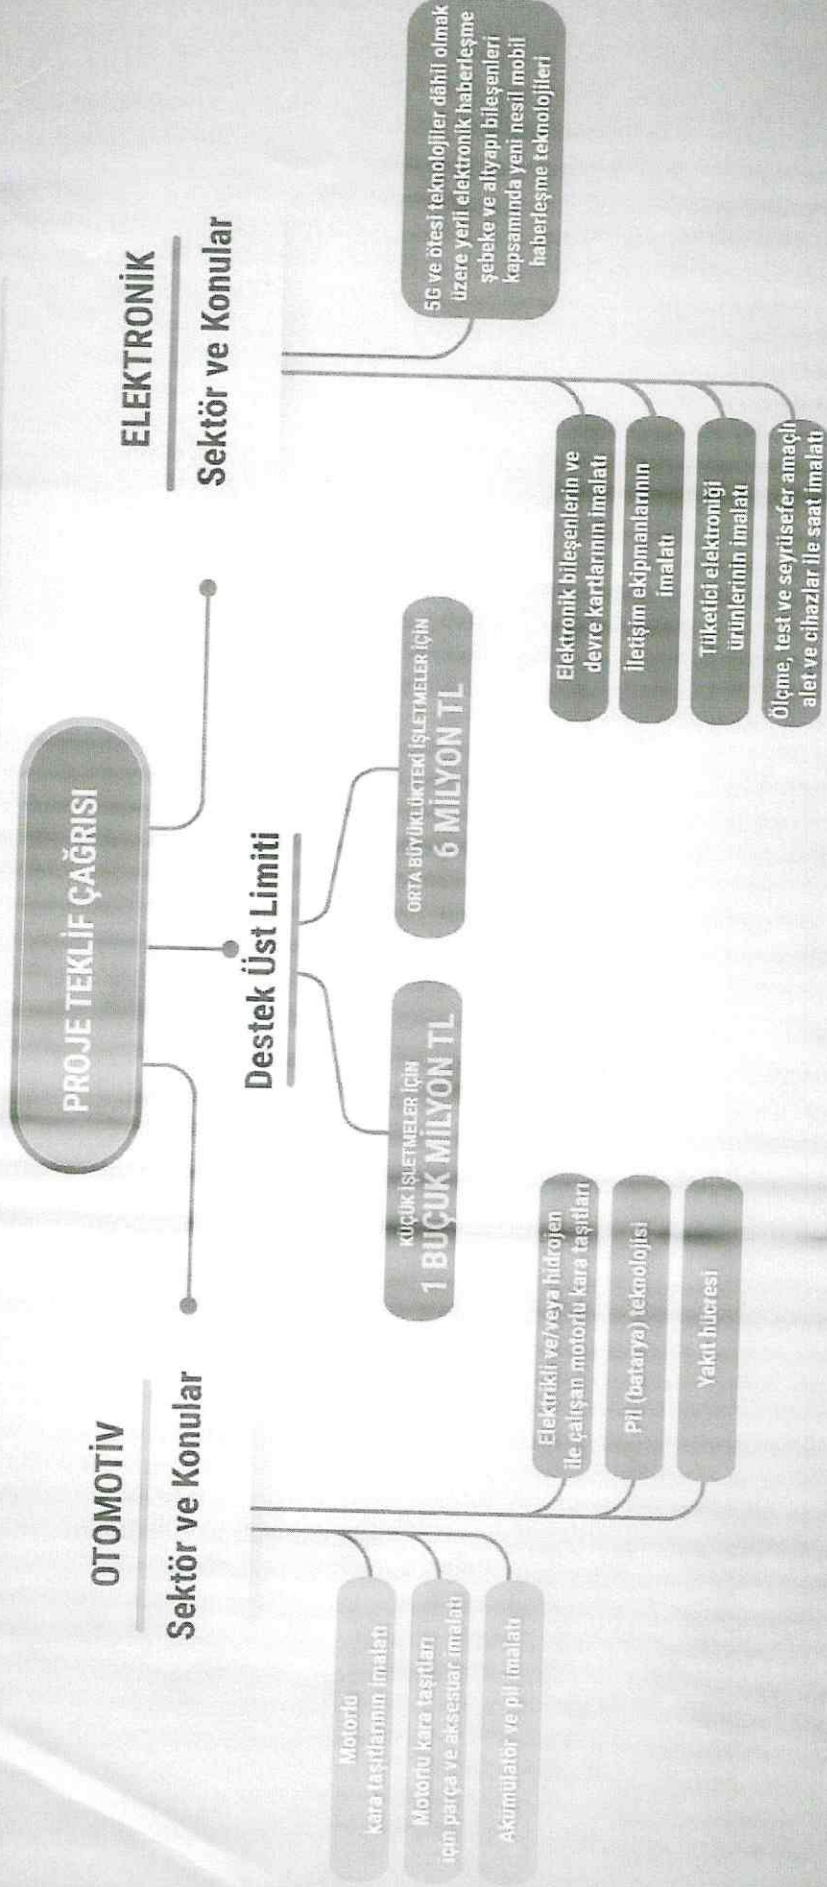 PROJE TEKLİF ÇAĞRISI
OTOMOTİV
Sektör ve Konular
Motorlu
kara taşıtlarının imalatı
Motorlu kara taşıtları
için parça ve aksesuar imalatı
Akümülatör ve pil imalatı
Elektrikli ve/veya hidrojen
ile çalışan motorlu kara taşıtları
Pil (batarya) teknolojisi
Yakıt hücresi
Destek Üst Limiti
KÜÇÜK İŞLETMELER İÇİN
1 BUÇUK MİLYON TL
ORTA BÜYÜKLÜKTEKİ İŞLETMELER İÇİN
6 MİLYON TL
ELEKTRONİK
Sektör ve Konular
Elektronik bileşenlerin ve
devre kartlarının imalatı
İletişim ekipmanlarının
imalatı
Tüketici elektroniği
ürünlerinin imalatı
Ölçme, test ve seyrüsefer amaçlı
alet ve cihazlar ile saat imalatı
5G ve ötesi teknolojiler dâhil olmak
üzere yerli elektronik haberleşme
şebeke ve altyapı bileşenleri
kapsamında yeni nesil mobil
haberleşme teknolojileri